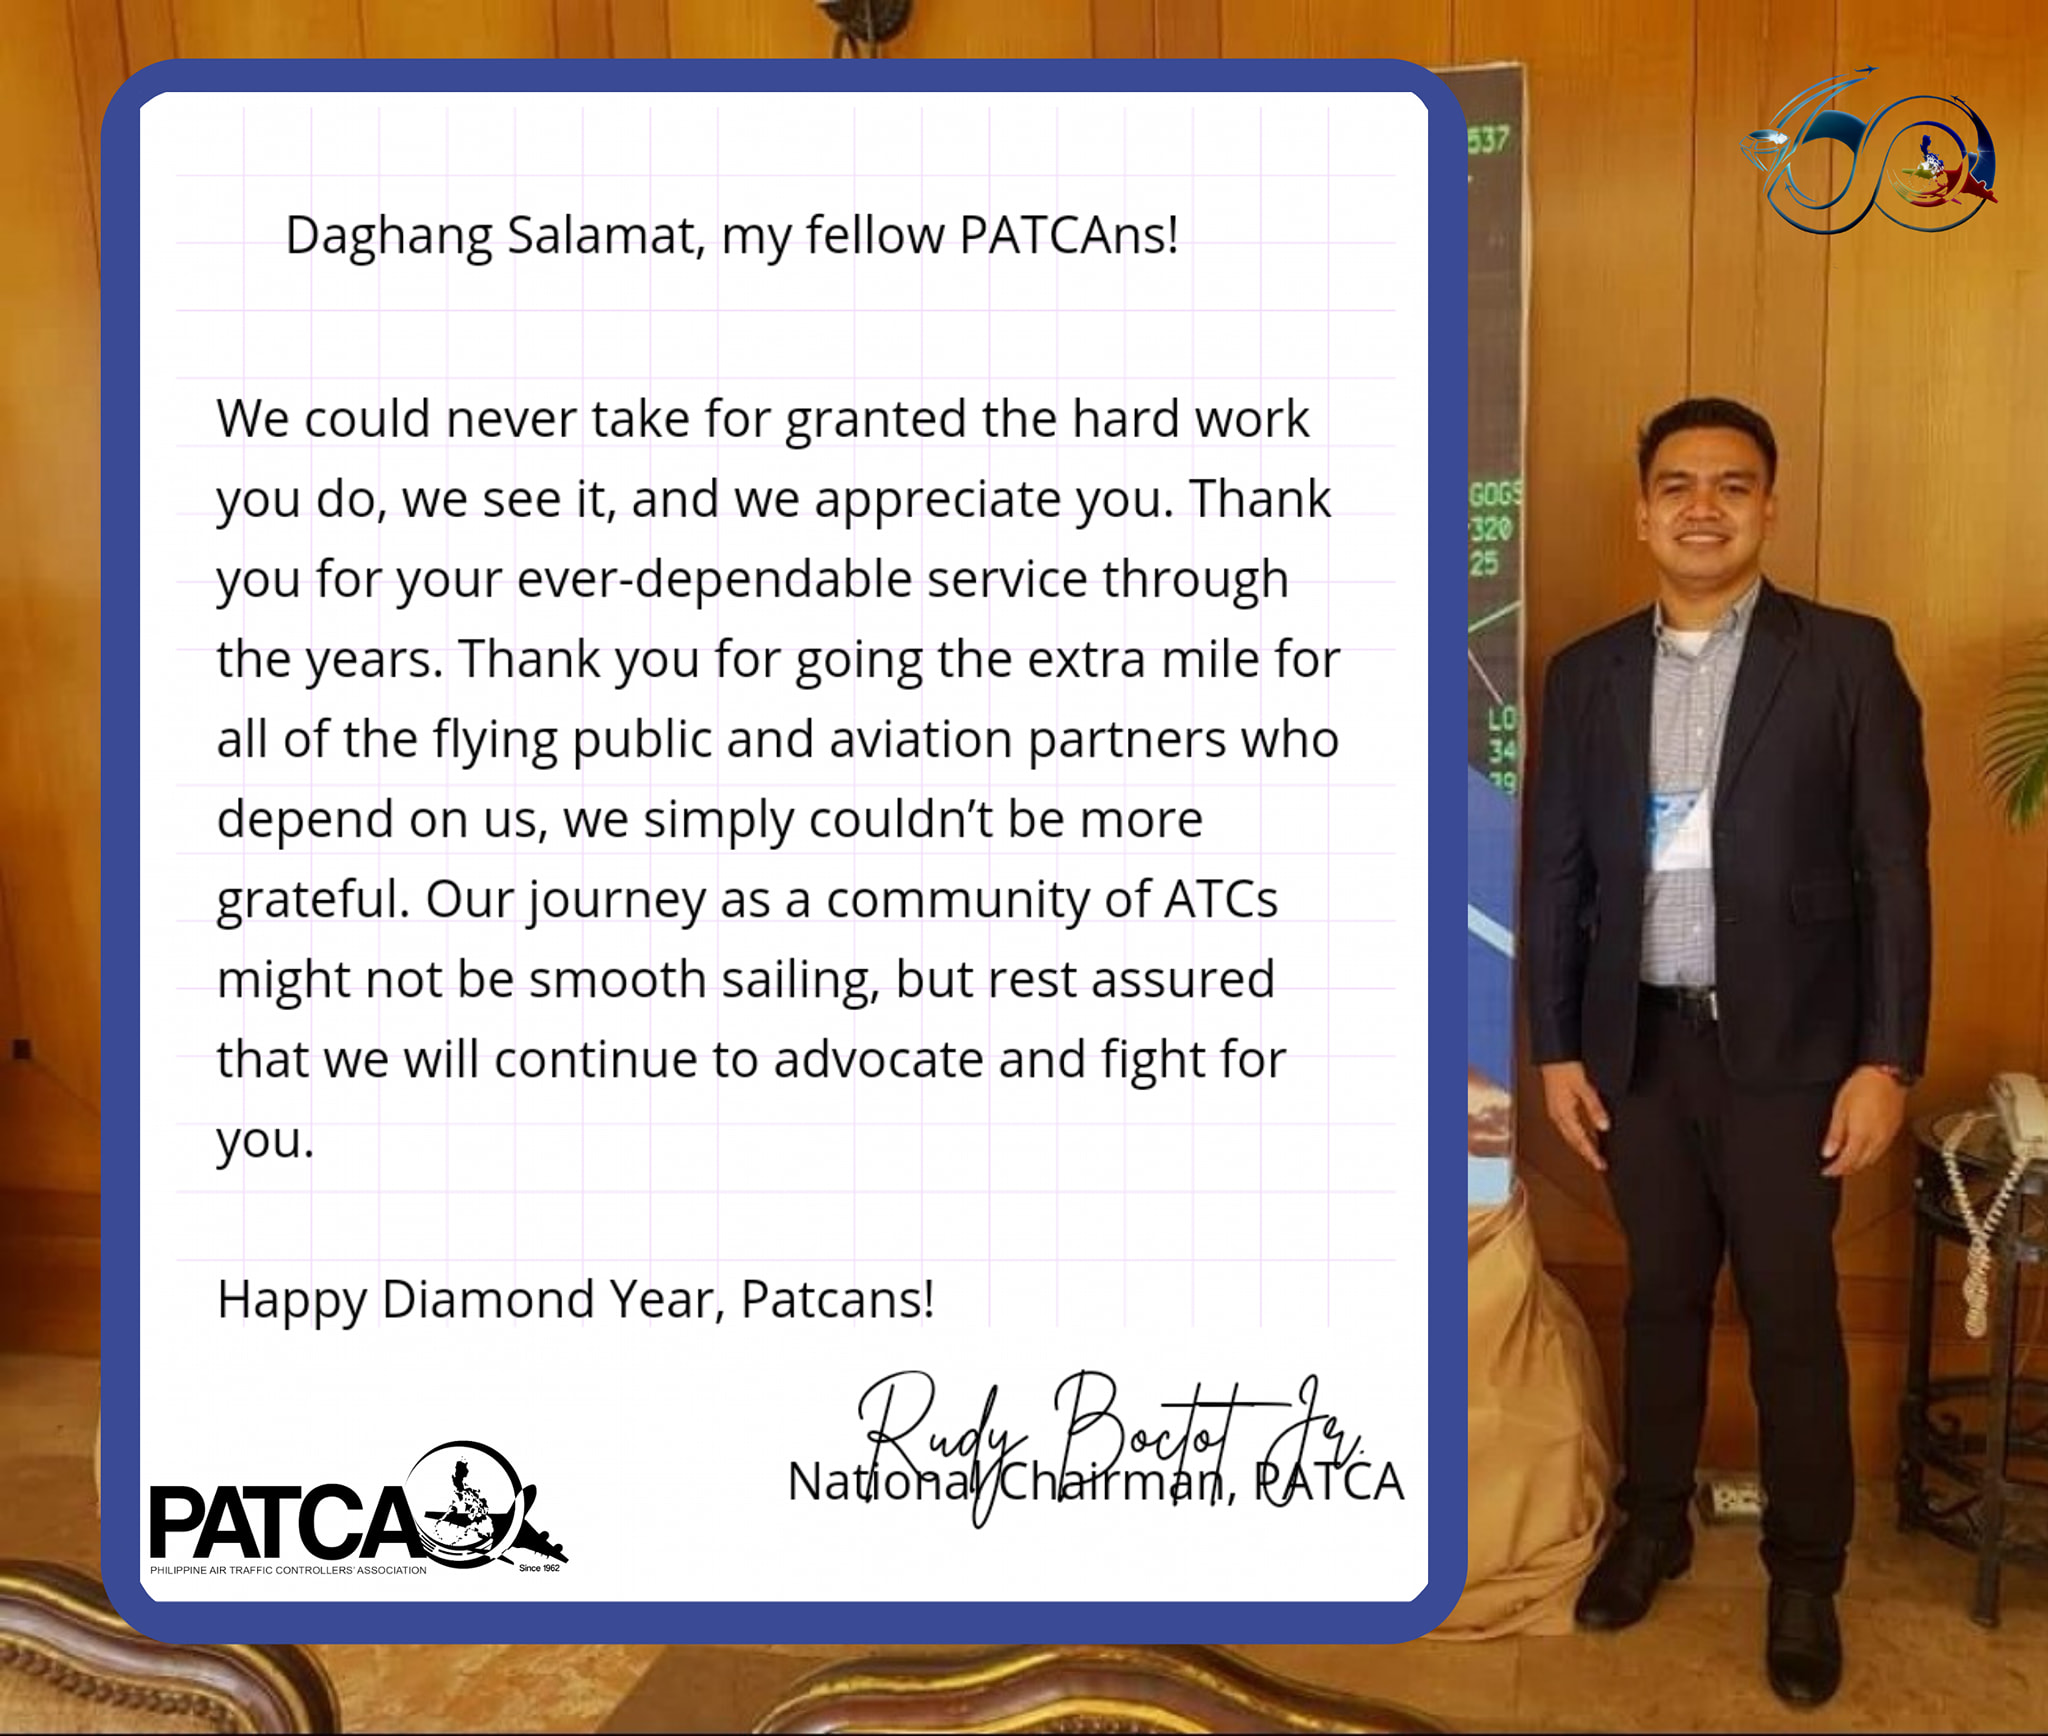 Daghang Salamat, my fellow PATCAns!
We could never take for granted the hard work
you do, we see it, and we appreciate you. Thank
you for your ever-dependable service through
the years. Thank you for going the extra mile for
all of the flying public and aviation partners who
depend on us, we simply couldn’t be more
grateful. Our journey as a community of ATCs
might not be smooth sailing, but rest assured
that we will continue to advocate and fight for
you.
Happy Diamond Year, Patcans!
Rudy Boctot Jr.
National Chairman, PATCA
PATCA
PHILIPPINE AIR TRAFFIC CONTROLLERS' ASSOCIATION
Since 1962
60
537
GOGS
320
25
LO
34
39